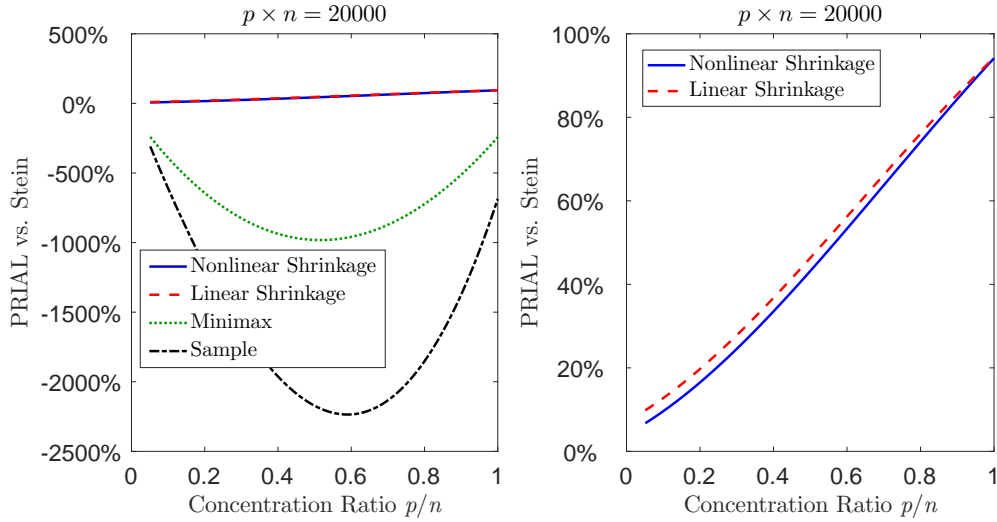 p × n = 20000
500%
0%
-500%
-1000%
-1500%
-2000%
-2500%
PRIAL vs. Stein
Nonlinear Shrinkage
Linear Shrinkage
Minimax
Sample
0 0.2 0.4 0.6 0.8 1
Concentration Ratio p/n
p × n = 20000
100%
80%
60%
40%
20%
0%
PRIAL vs. Stein
Nonlinear Shrinkage
Linear Shrinkage
0 0.2 0.4 0.6 0.8 1
Concentration Ratio p/n